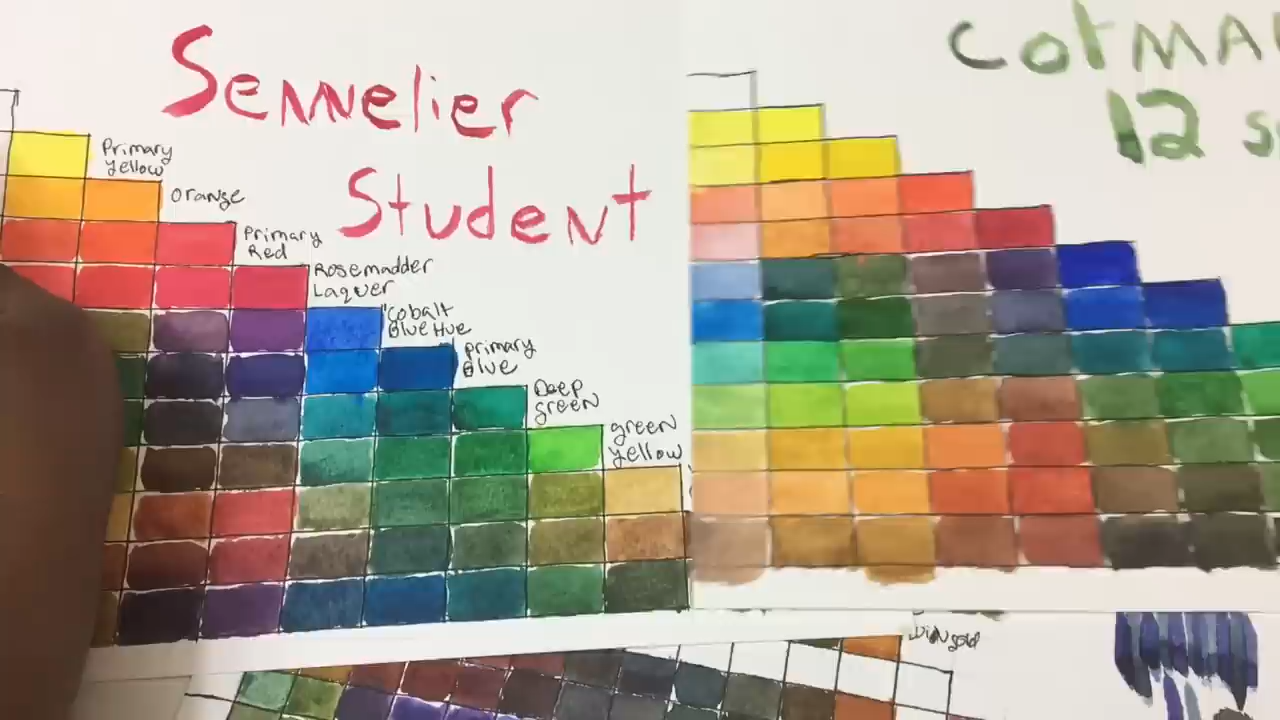 Sennelier
Student
Primary
Yellow
Orange
Primary
Red
Rosemadder
Laquer
"Cobalt
Blue Hue
primary
Blue
Deep
green
green
yellow
COTMA
12 s